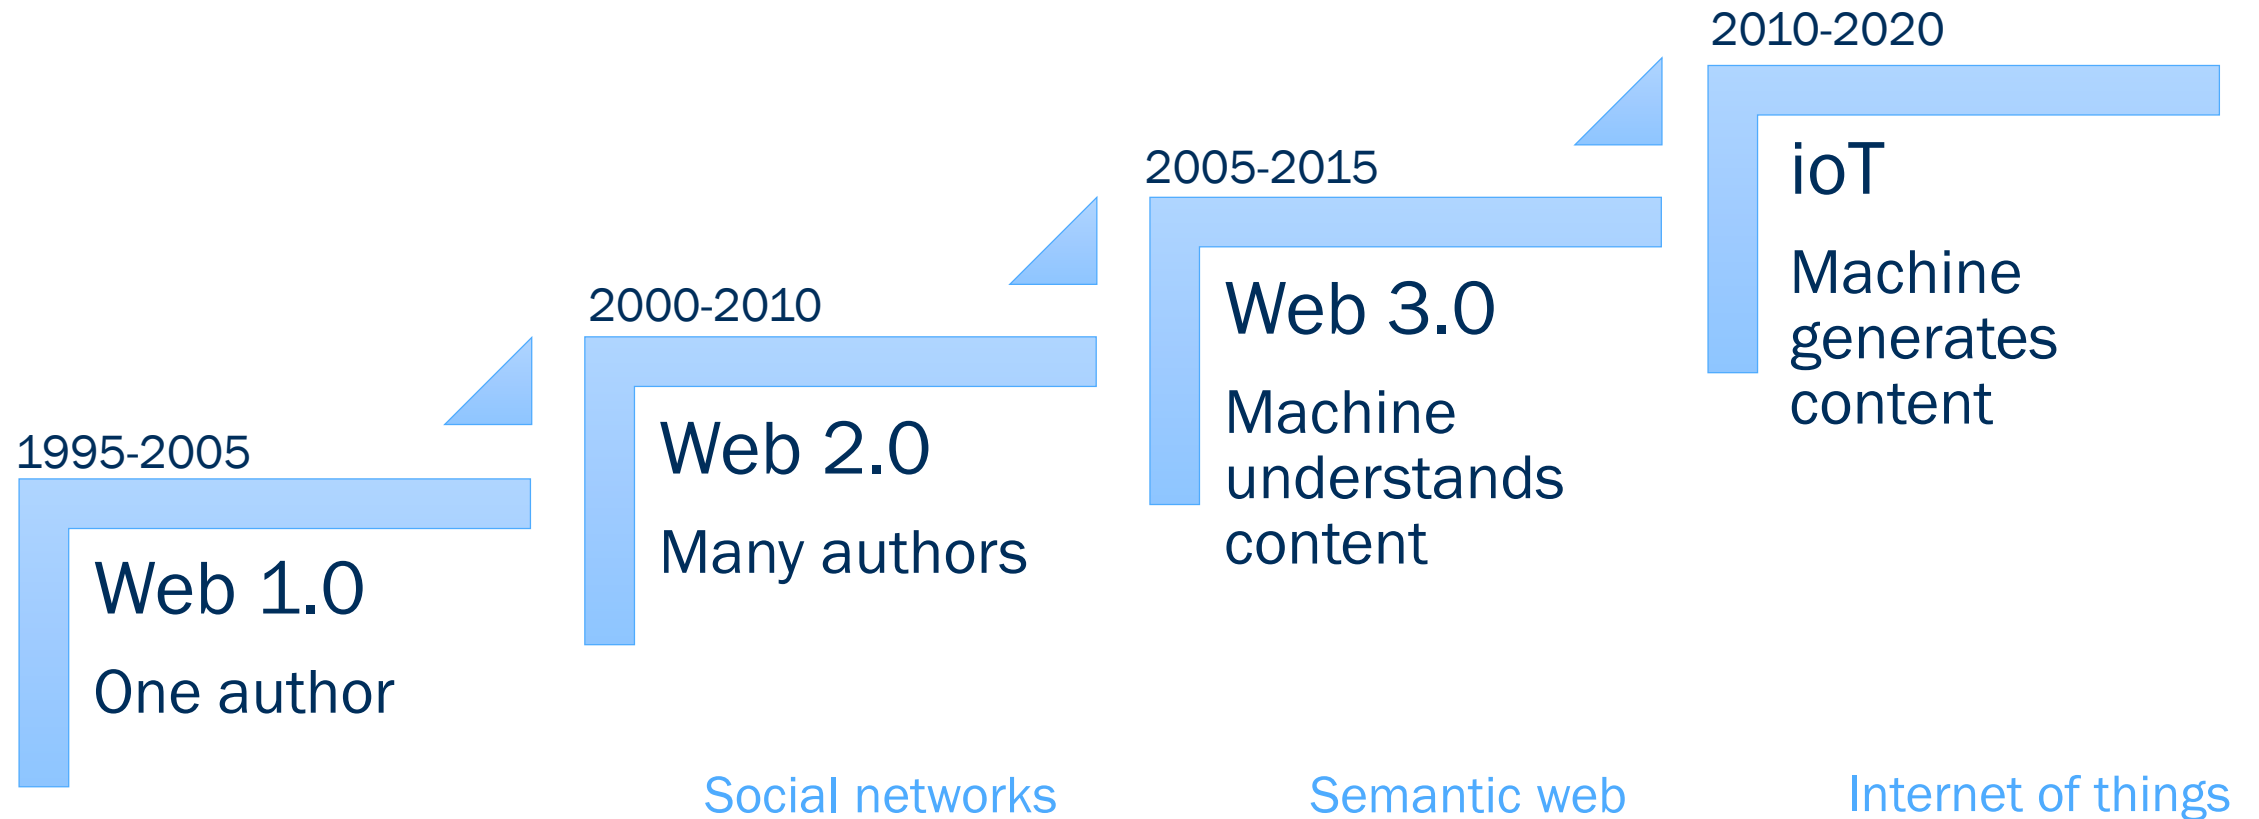 1995-2005
Web 1.0
One author
2000-2010
Web 2.0
Many authors
Social networks
2005-2015
Web 3.0
Machine
understands
content
Semantic web
2010-2020
ioT
Machine
generates
content
Internet of things